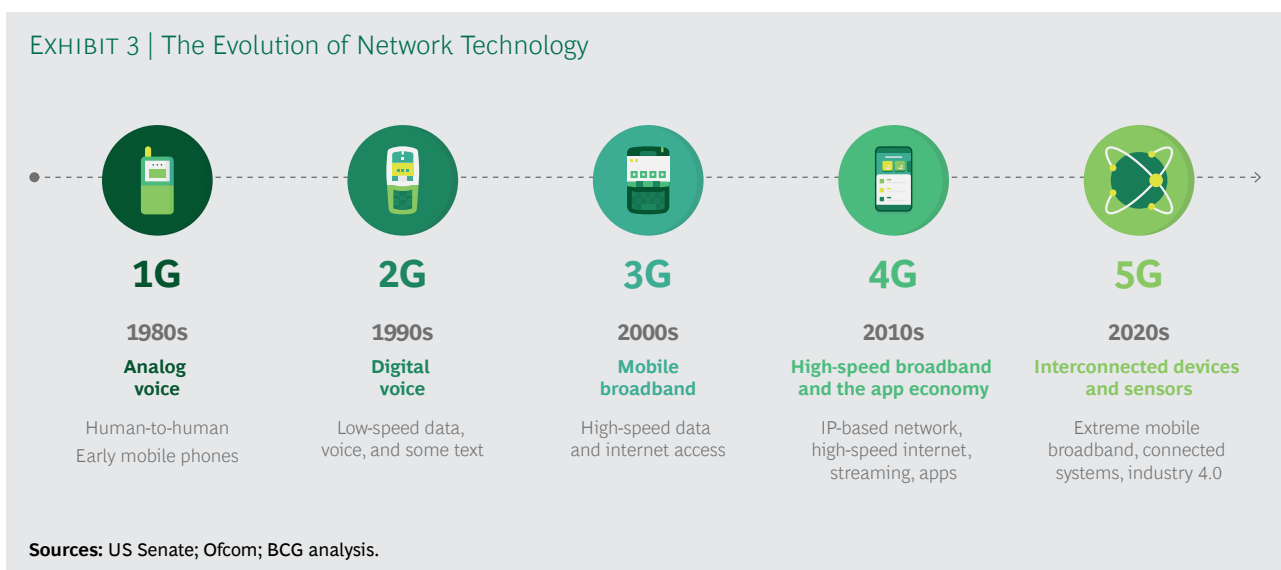 EXHIBIT 3 | The Evolution of Network Technology
1G
1980s
Analog
voice
Human-to-human
Early mobile phones
2G
1990s
Digital
voice
Low-speed data,
voice, and some text
3G
2000s
Mobile
broadband
High-speed data
and internet access
4G
2010s
High-speed broadband
and the app economy
IP-based network,
high-speed internet,
streaming, apps
5G
2020s
Interconnected devices
and sensors
Extreme mobile
broadband, connected
systems, industry 4.0
Sources: US Senate; Ofcom; BCG analysis.